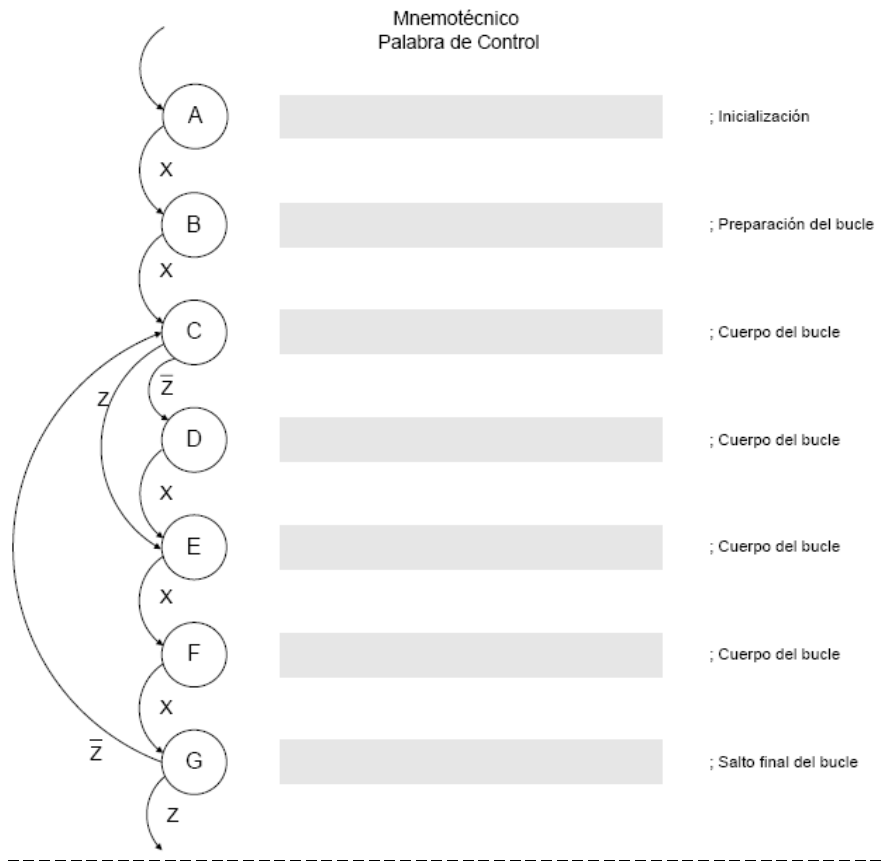 Mnemotécnico
Palabra de Control
A
; Inicialización
X
B
; Preparación del bucle
X
C
; Cuerpo del bucle
Z
Z̅
D
; Cuerpo del bucle
X
E
; Cuerpo del bucle
X
F
; Cuerpo del bucle
X
Z̅
G
; Salto final del bucle
Z